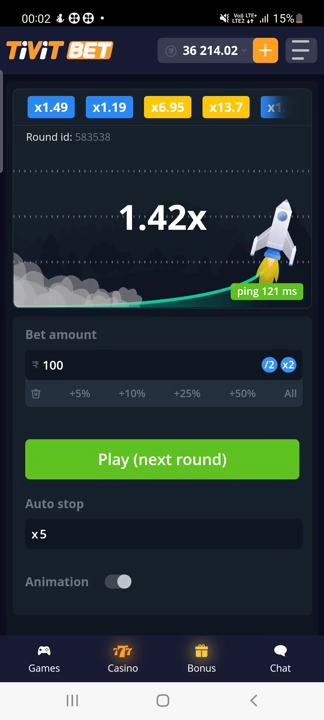 00:02 15%
TiViT BET 36 214.02 +
x1.49 x1.19 x6.95 x13.7 x1.
Round id: 583538
1.42x
ping 121 ms
Bet amount
₹ 100 /2 x2
+5% +10% +25% +50% All
Play (next round)
Auto stop
x5
Animation
Games Casino Bonus Chat